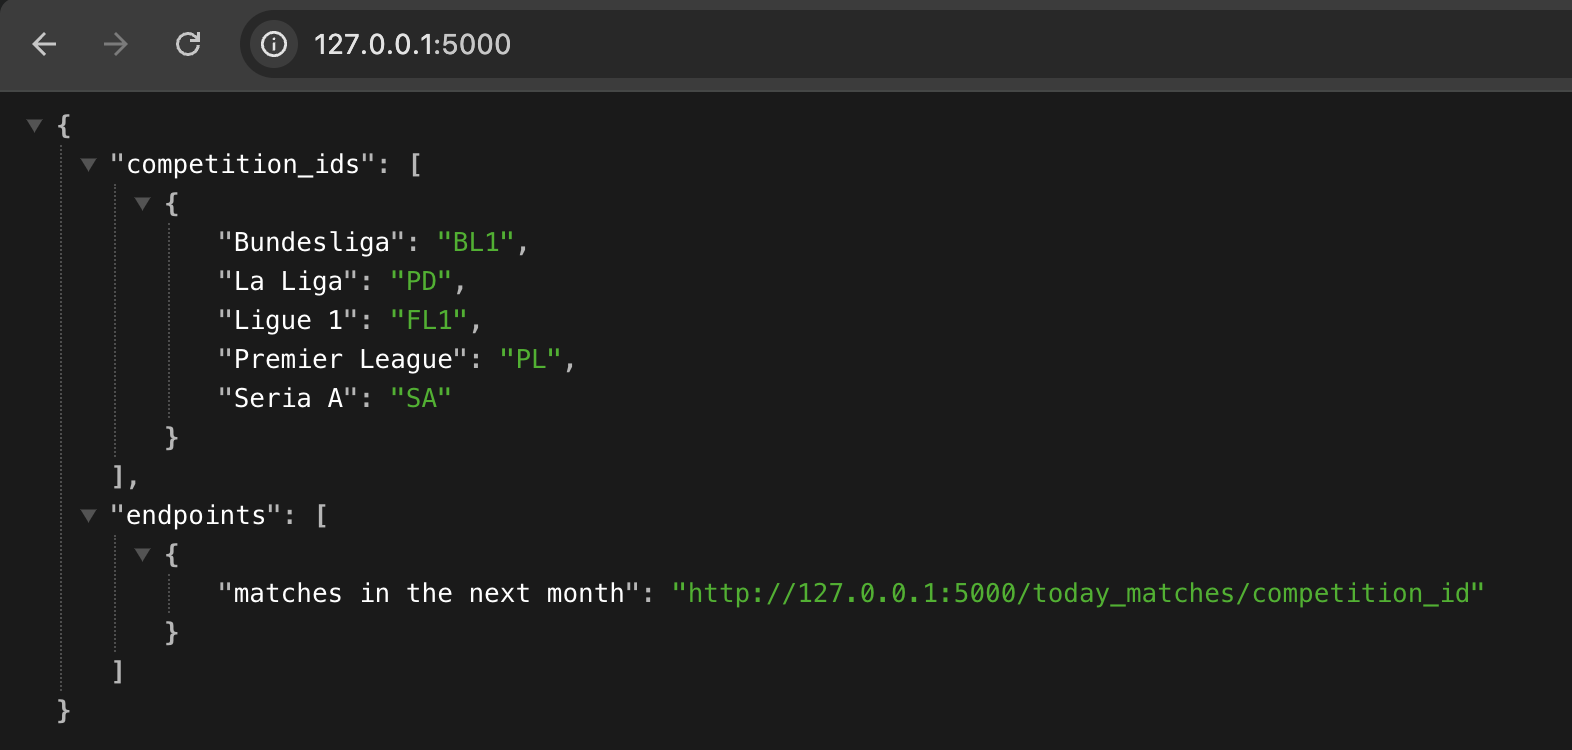 127.0.0.1:5000
{
"competition_ids": [
{
"Bundesliga": "BL1",
"La Liga": "PD",
"Ligue 1": "FL1",
"Premier League": "PL",
"Seria A": "SA"
}
],
"endpoints": [
{
"matches in the next month": "http://127.0.0.1:5000/today_matches/competition_id"
}
]
}